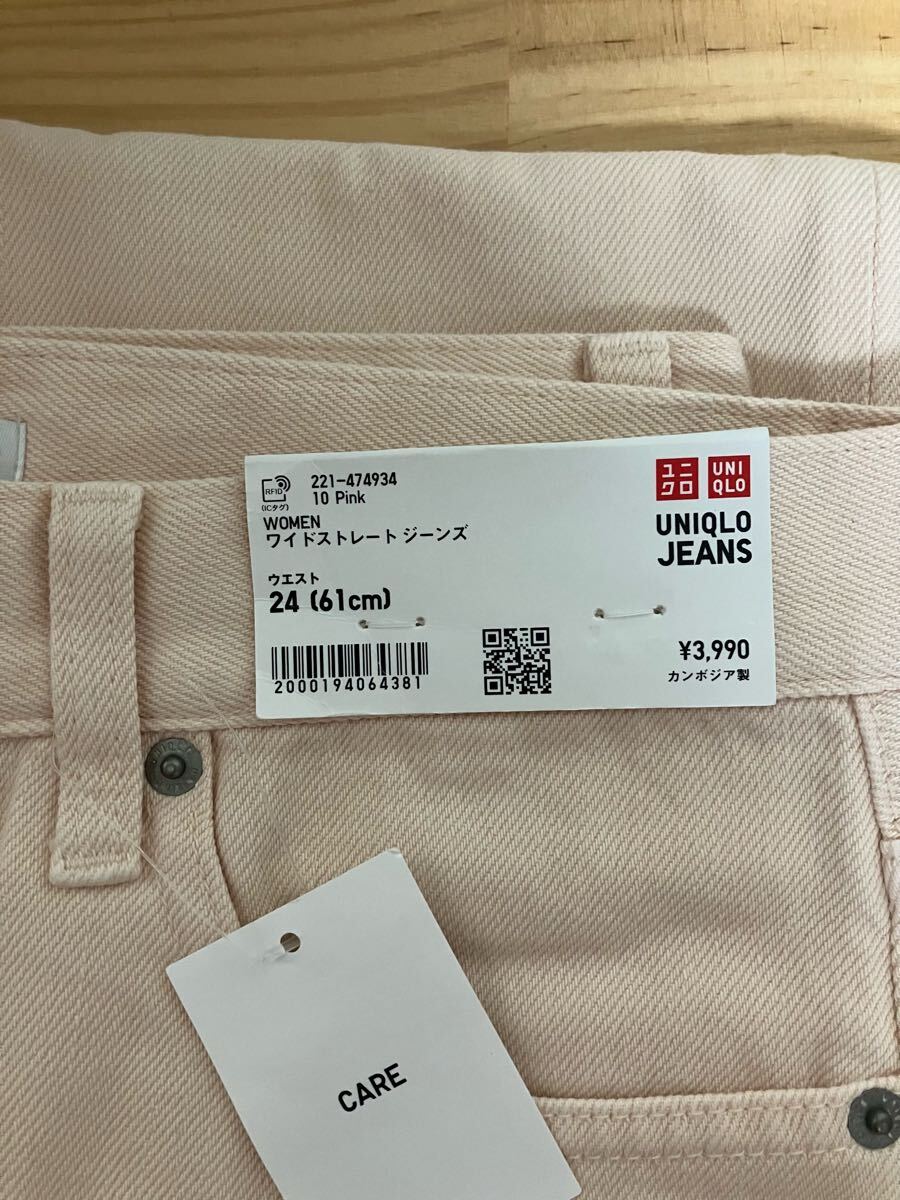 RFID
(ICタグ)
221-474934
10 Pink
WOMEN
ワイドストレート ジーンズ
ウエスト
24 (61cm)
2000194064381
ユニ
クロ
UNI
QLO
UNIQLO
JEANS
¥3,990
カンボジア製
CARE